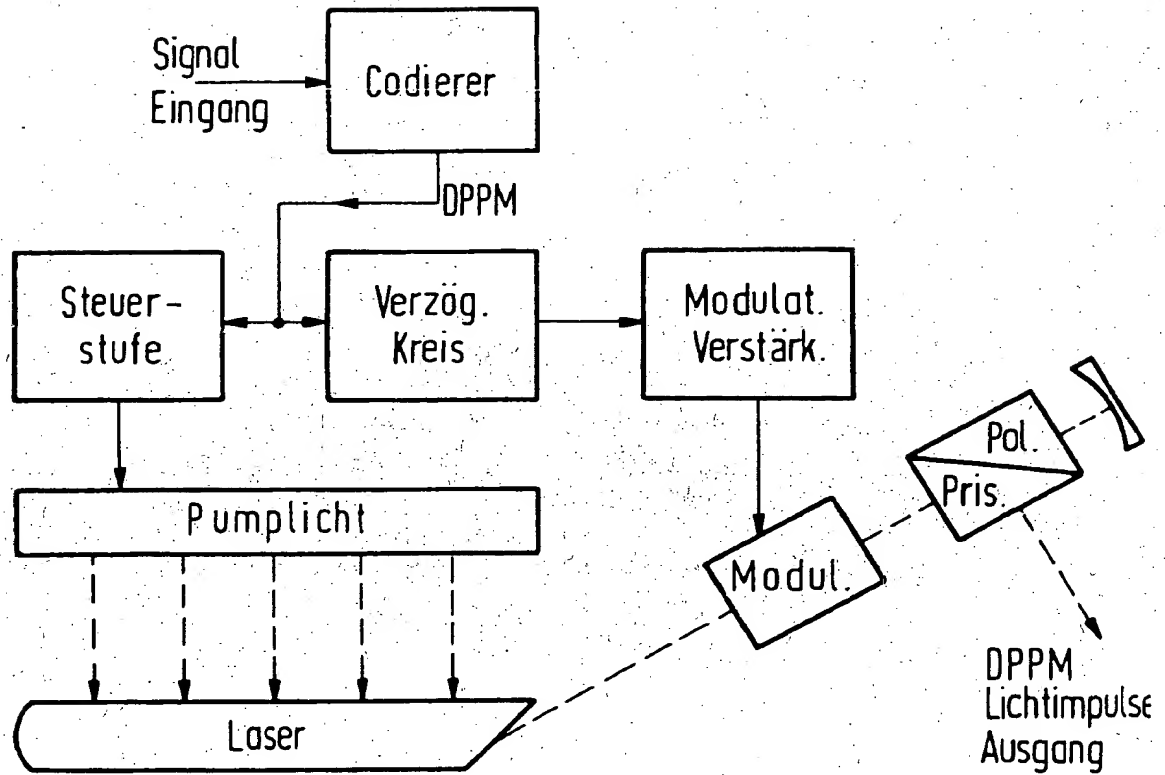 Signal
Eingang
Codierer
DPPM
Steuer-
stufe
Verzög.
Kreis
Modulat.
Verstärk.
Pol.
Pris.
Pumplicht
Modul.
DPPM
Lichtimpulse
Ausgang
Laser